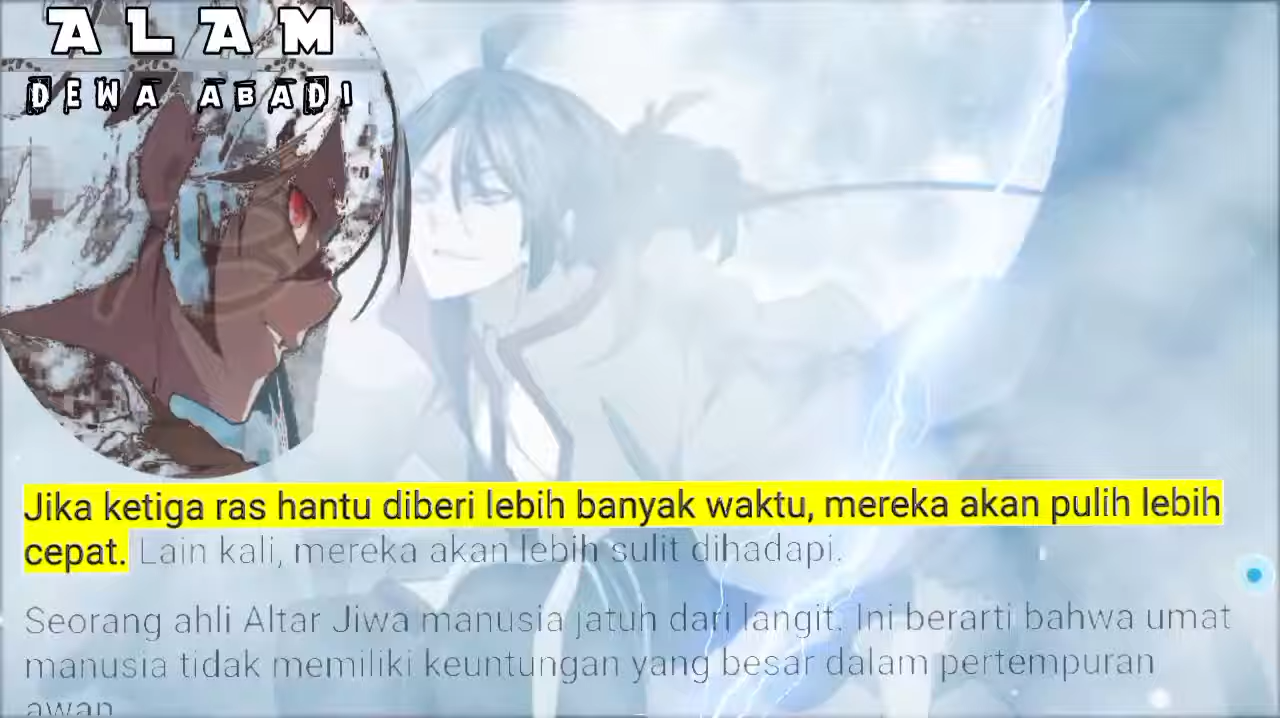 ALAM
DEWA ABADI
Jika ketiga ras hantu diberi lebih banyak waktu, mereka akan pulih lebih
cepat. Lain kali, mereka akan lebih sulit dihadapi.
Seorang ahli Altar Jiwa manusia jatuh dari langit. Ini berarti bahwa umat
manusia tidak memiliki keuntungan yang besar dalam pertempuran
awan